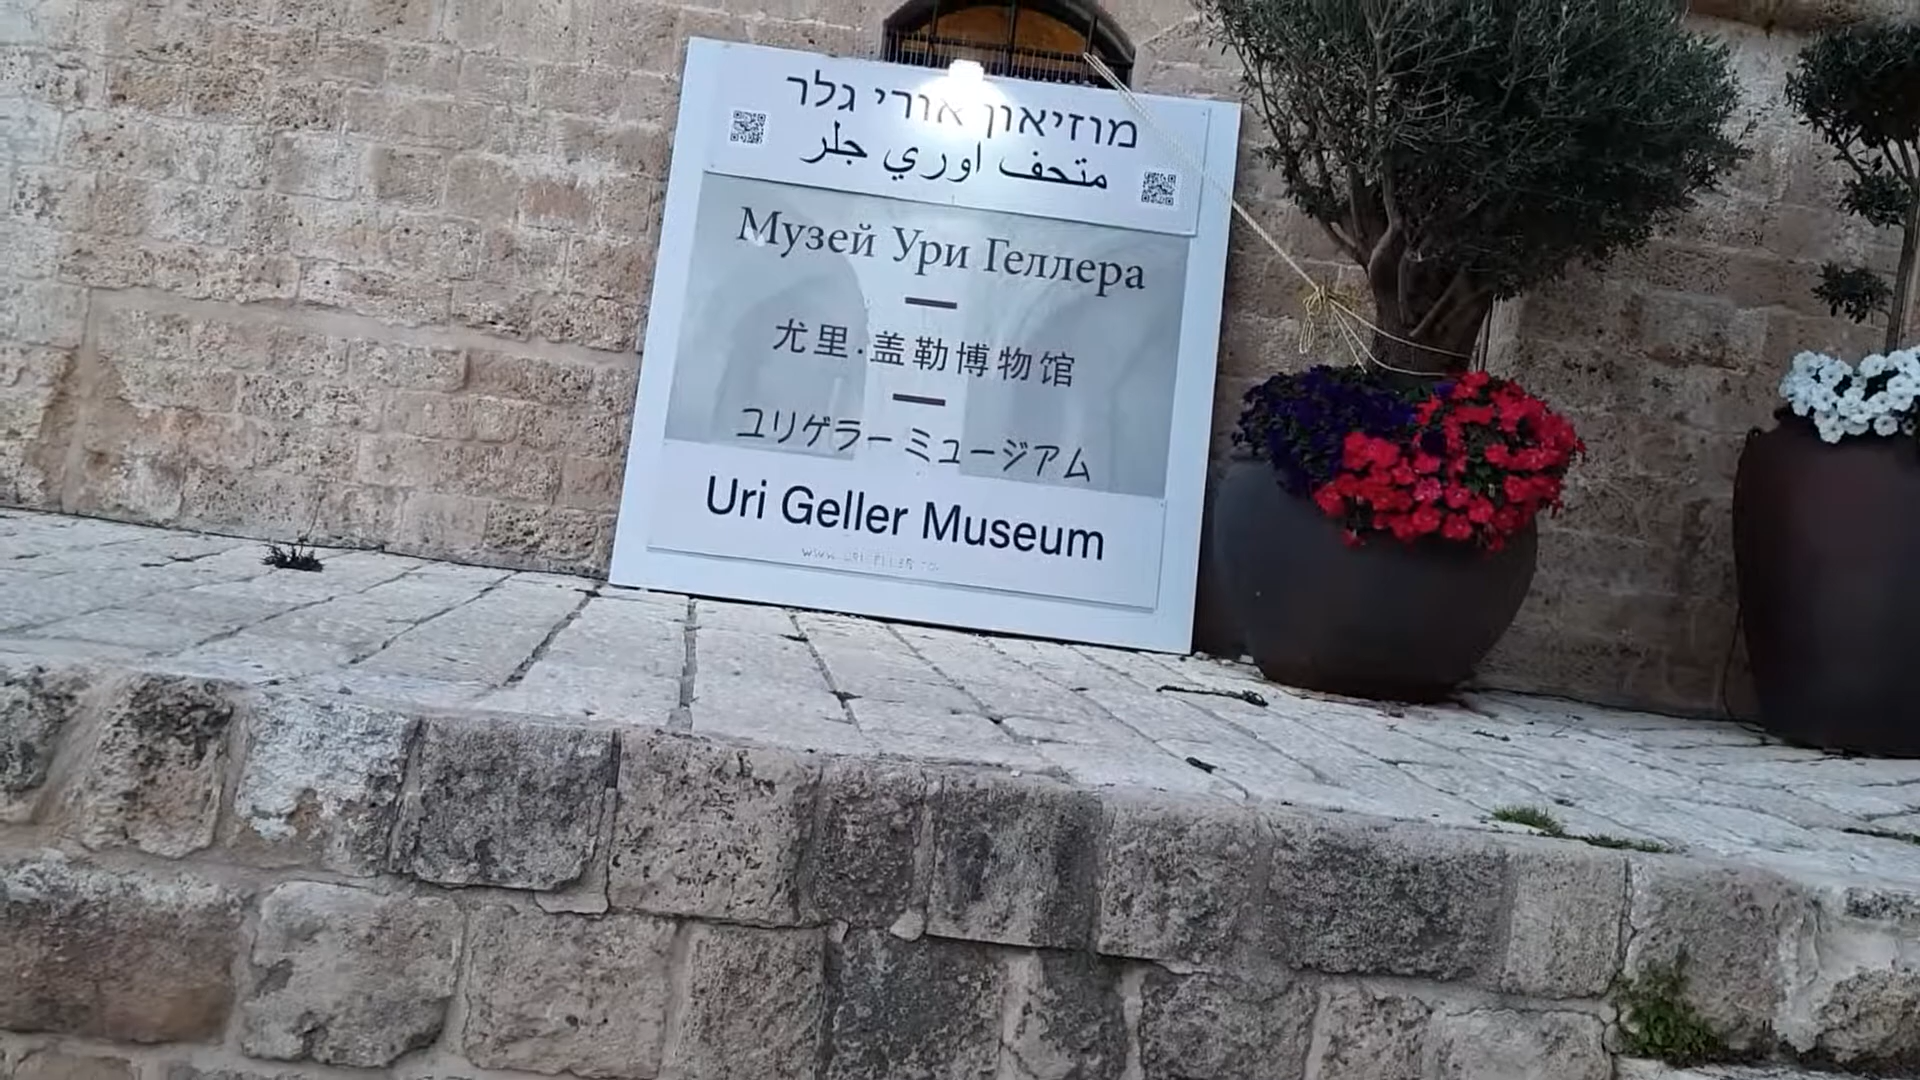 מוזיאון אורי גלר
متحف اوري جلر
Музей Ури Геллера
尤里·盖勒博物馆
ユリゲラーミュージアム
Uri Geller Museum